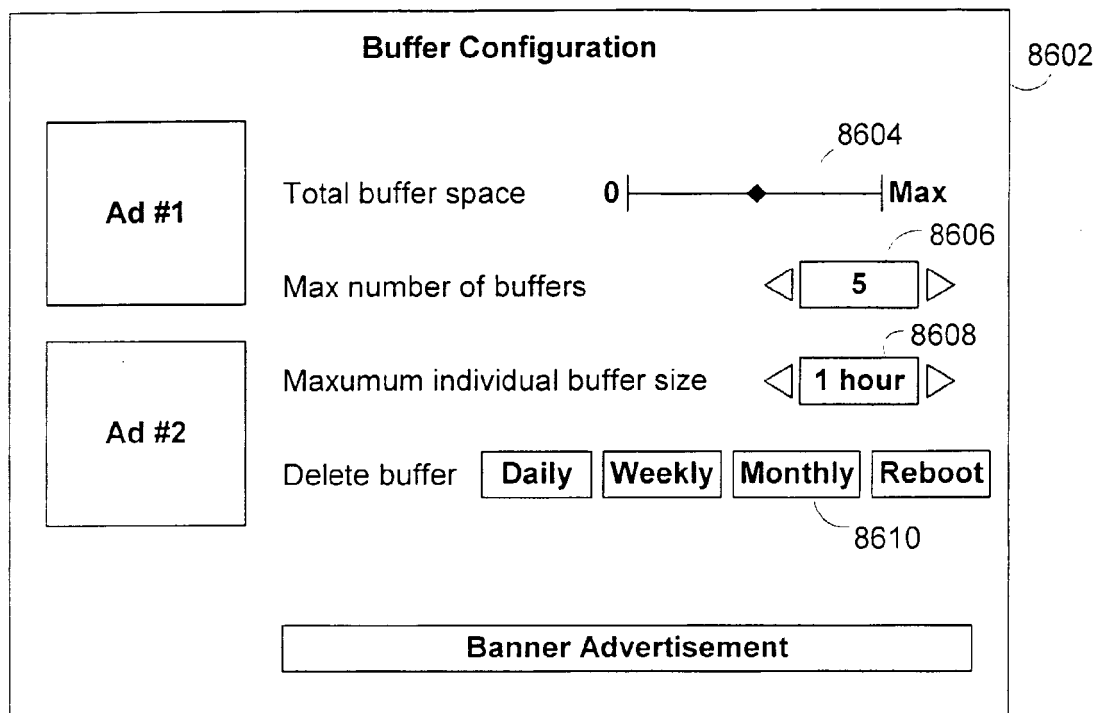 Buffer Configuration
8602
Ad #1
8604
Total buffer space 0 Max
8606
Max number of buffers 5
8608
Maxumum individual buffer size 1 hour
Ad #2
Delete buffer Daily Weekly Monthly Reboot
8610
Banner Advertisement